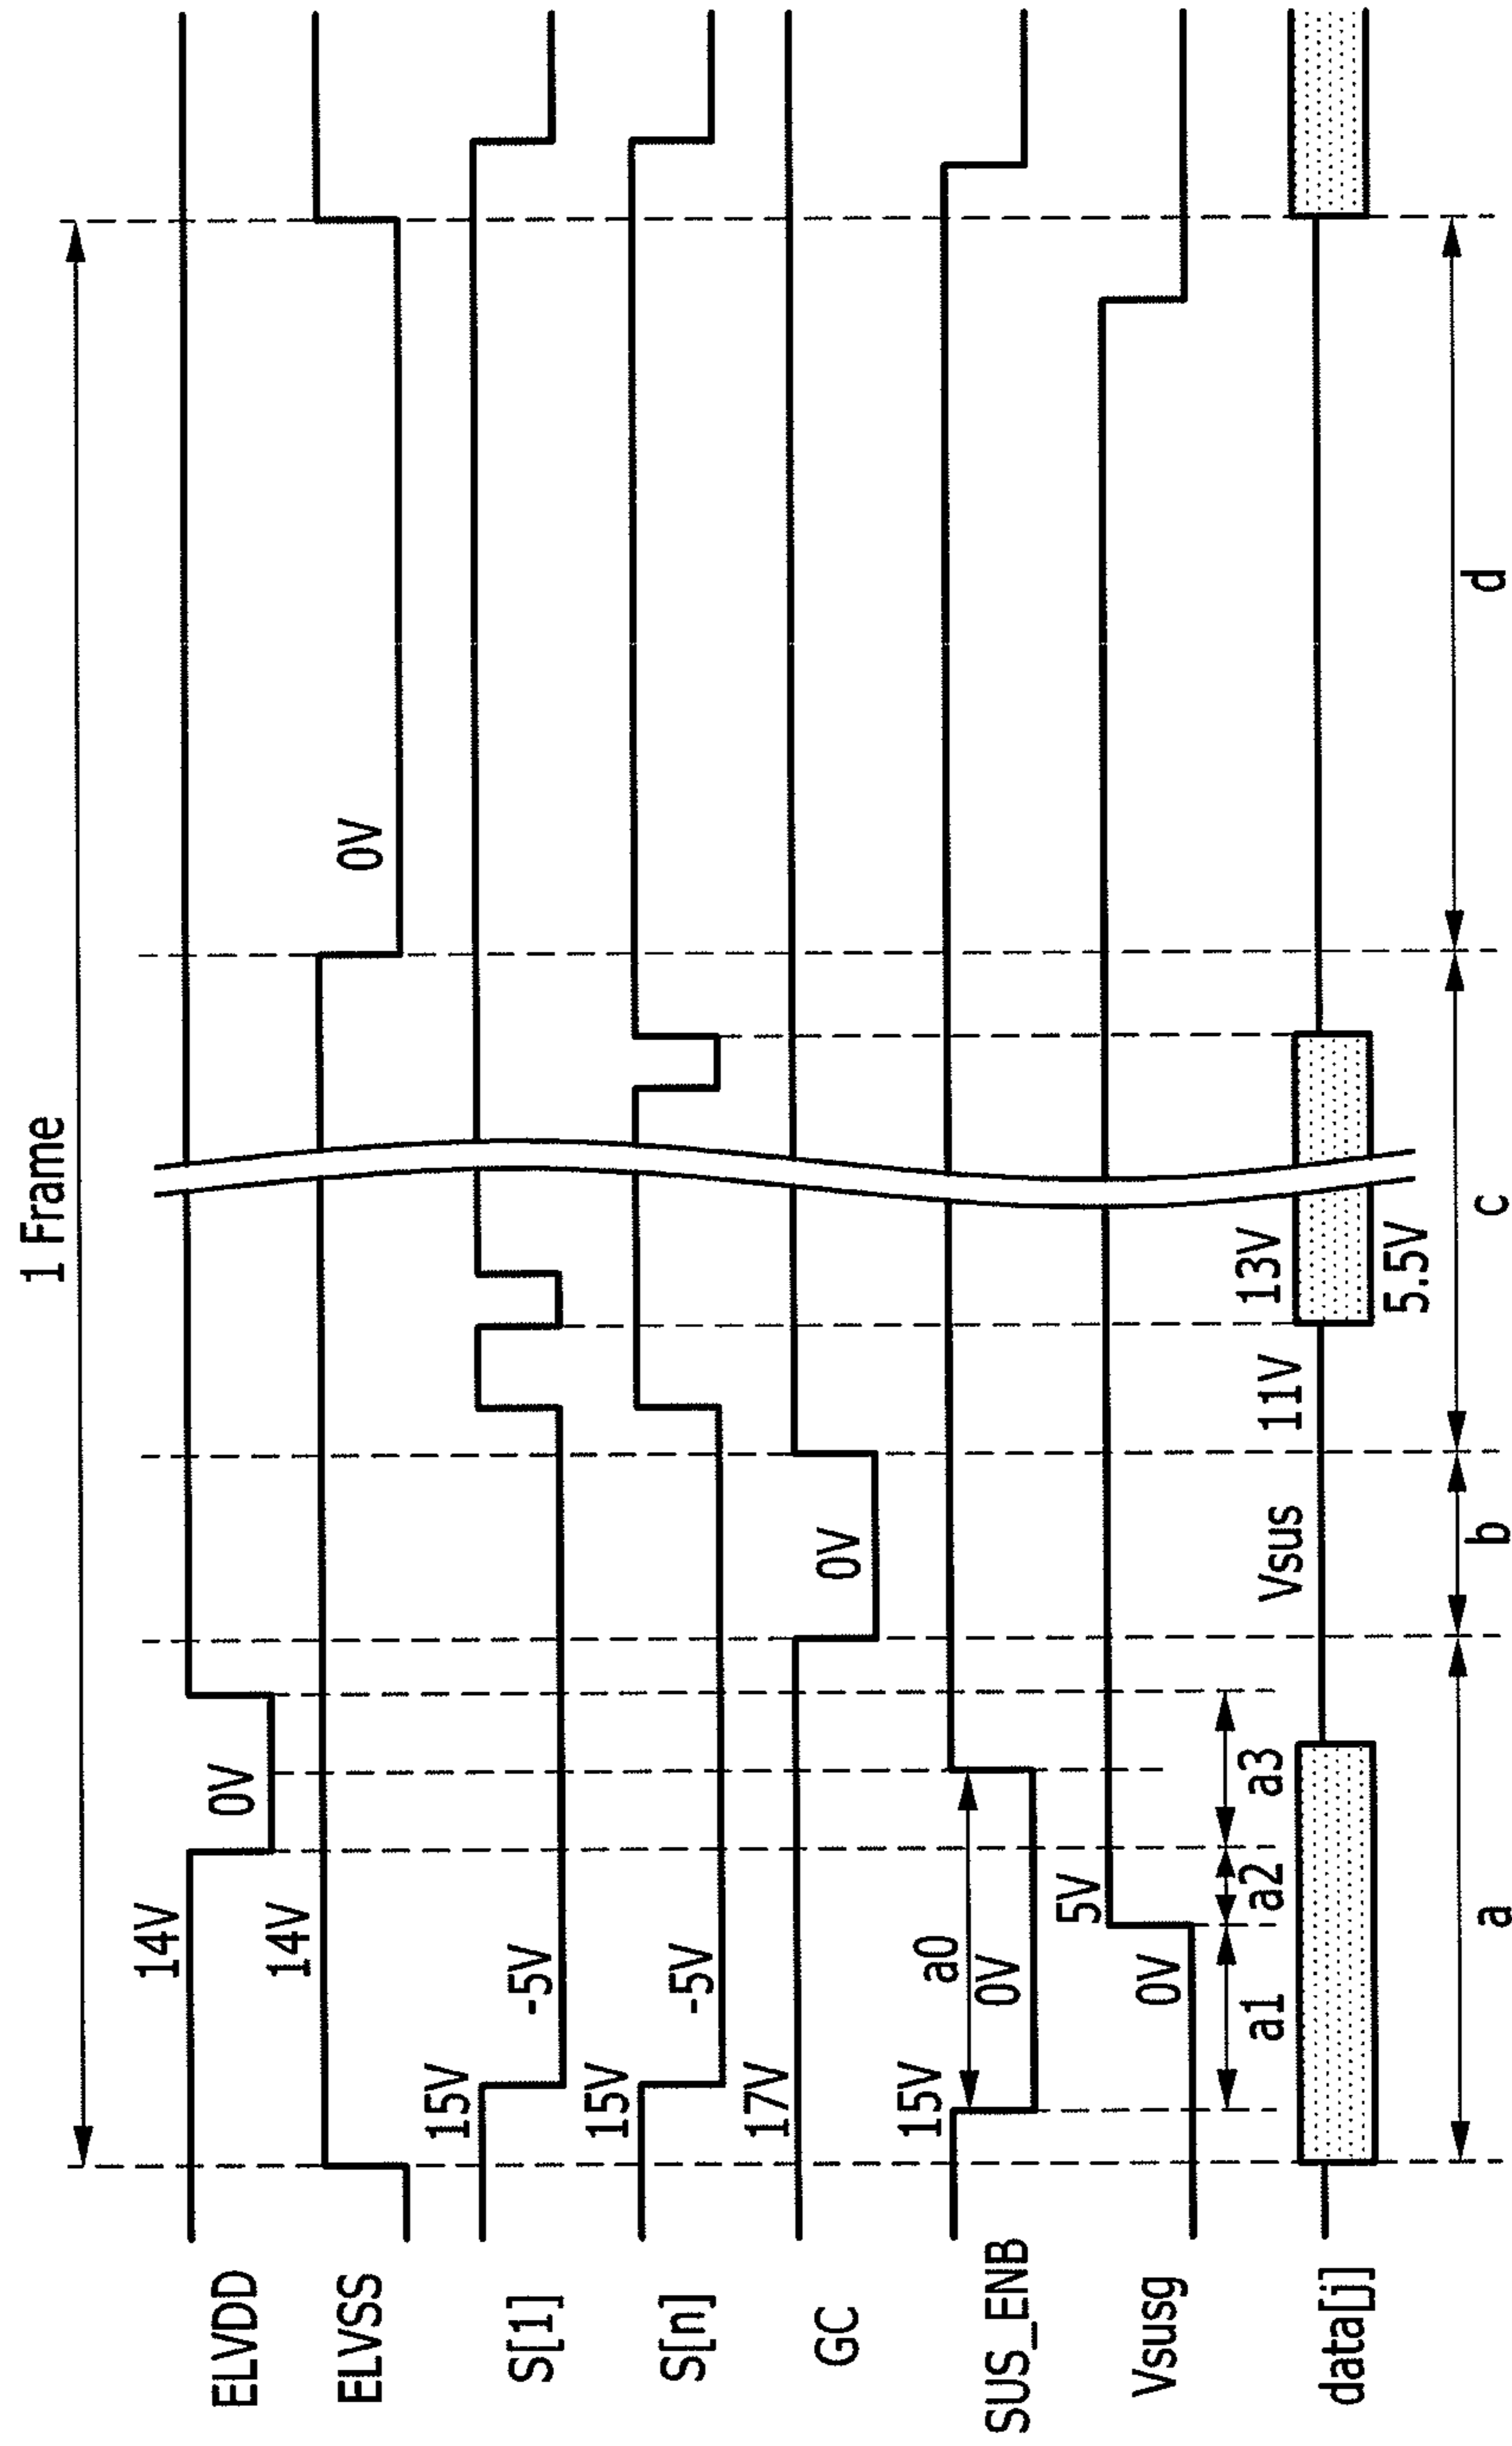 1 Frame
ELVDD 14V 0V
ELVSS 14V 0V
S[1] 15V -5V
S[n] 15V -5V
GC 17V 0V
SUS_ENB 15V a0 0V
Vsusg 0V 5V
a1 a2 a3
data[j] Vsus 11V 13V 5.5V
a b c d